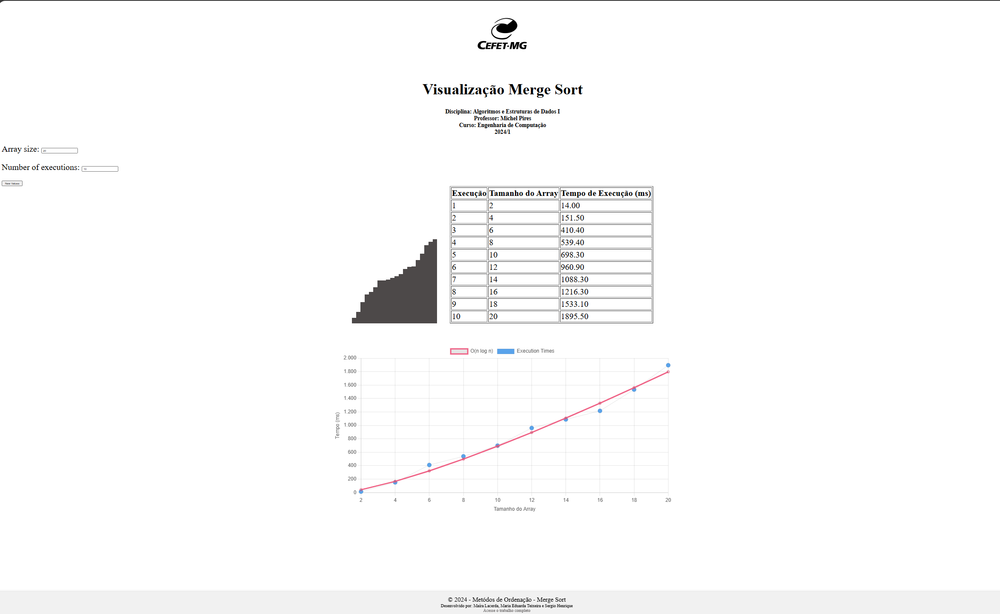 CEFET-MG
Visualização Merge Sort
Disciplina: Algoritmos e Estruturas de Dados I
Professor: Michel Pires
Curso: Engenharia de Computação
2024/1
Array size: 20
Number of executions: 10
New Values
Execução Tamanho do Array Tempo de Execução (ms)
1 2 14.00
2 4 151.50
3 6 410.40
4 8 539.40
5 10 698.30
6 12 960.90
7 14 1088.30
8 16 1216.30
9 18 1533.10
10 20 1895.50
O(n log n) Execution Times
2.000
1.800
1.600
1.400
1.200
1.000
800
600
400
200
0
Tempo (ms)
2 4 6 8 10 12 14 16 18 20
Tamanho do Array
© 2024 - Metódos de Ordenação - Merge Sort
Desenvolvido por: Maíra Lacerda, Maria Eduarda Teixeira e Sergio Henrique
Acesse o trabalho completo